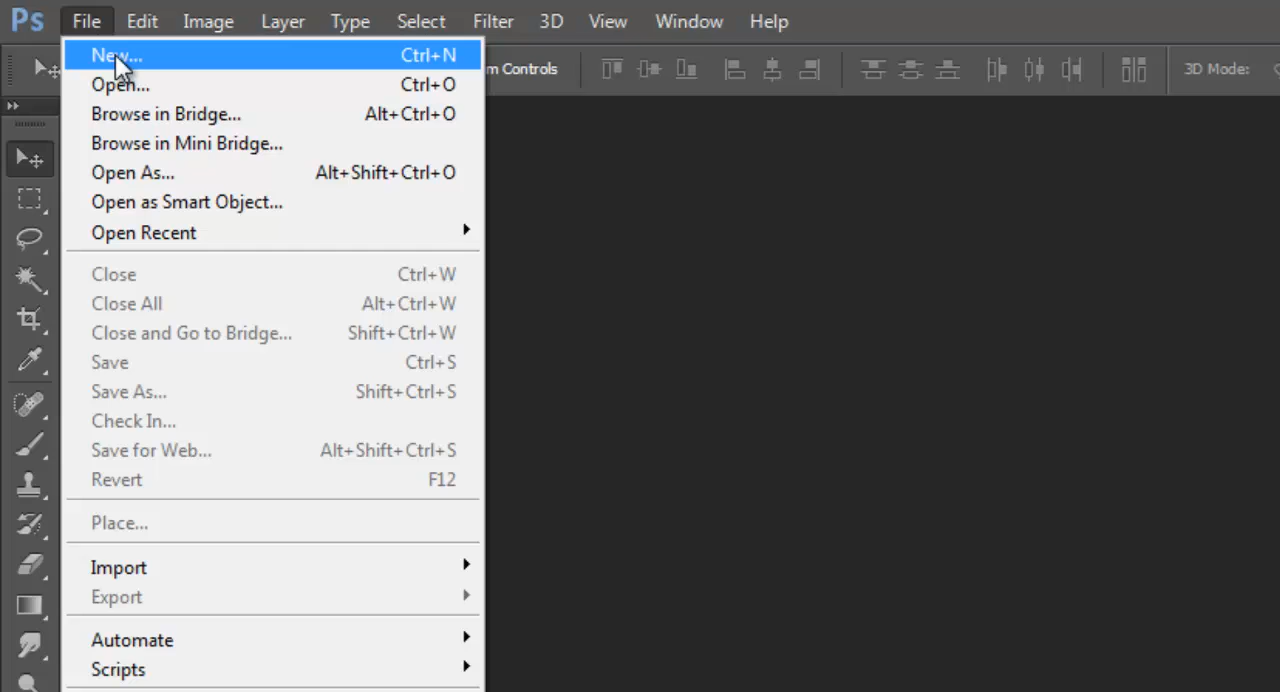 Ps File Edit Image Layer Type Select Filter 3D View Window Help
New... Ctrl+N
m Controls 3D Mode:
Open... Ctrl+O
Browse in Bridge... Alt+Ctrl+O
Browse in Mini Bridge...
Open As... Alt+Shift+Ctrl+O
Open as Smart Object...
Open Recent
Close Ctrl+W
Close All Alt+Ctrl+W
Close and Go to Bridge... Shift+Ctrl+W
Save Ctrl+S
Save As... Shift+Ctrl+S
Check In...
Save for Web... Alt+Shift+Ctrl+S
Revert F12
Place...
Import
Export
Automate
Scripts